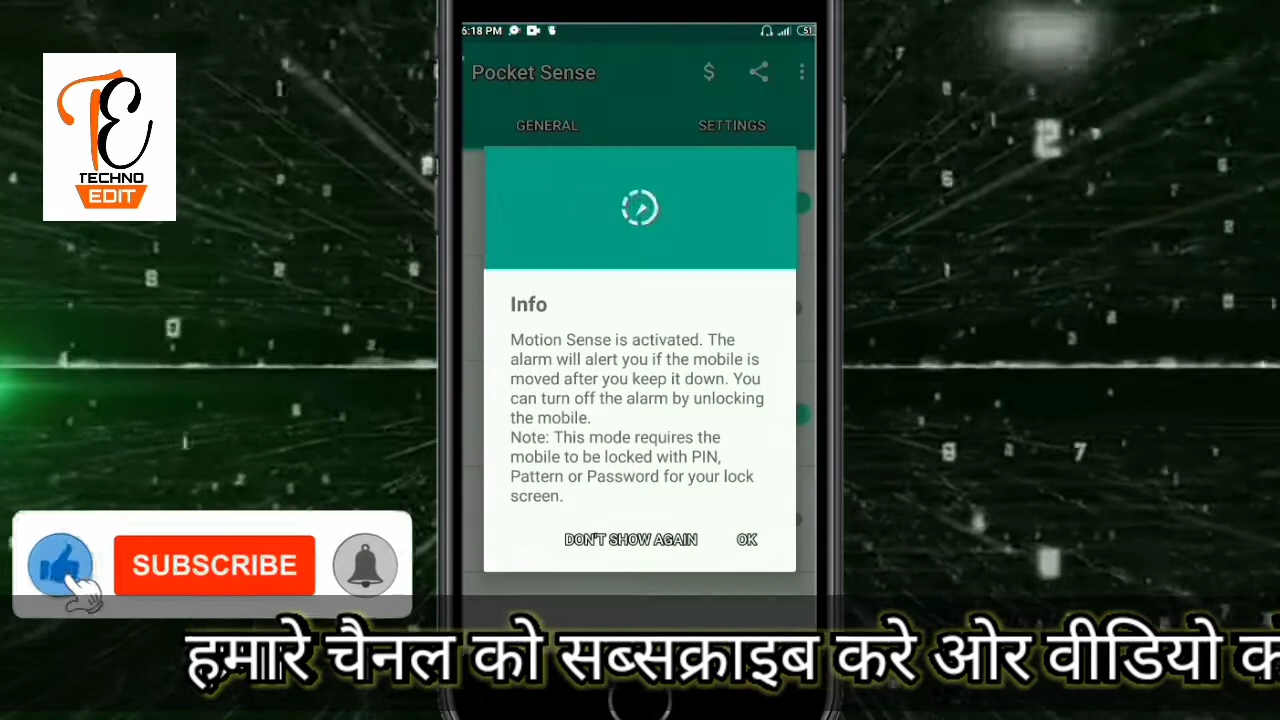 6:18 PM
51
Pocket Sense
$
GENERAL
SETTINGS
TE
TECHNO
EDIT
Info
Motion Sense is activated. The
alarm will alert you if the mobile is
moved after you keep it down. You
can turn off the alarm by unlocking
the mobile.
Note: This mode requires the
mobile to be locked with PIN,
Pattern or Password for your lock
screen.
DON'T SHOW AGAIN
OK
SUBSCRIBE
हमारे चैनल को सब्सक्राइब करे ओर वीडियो